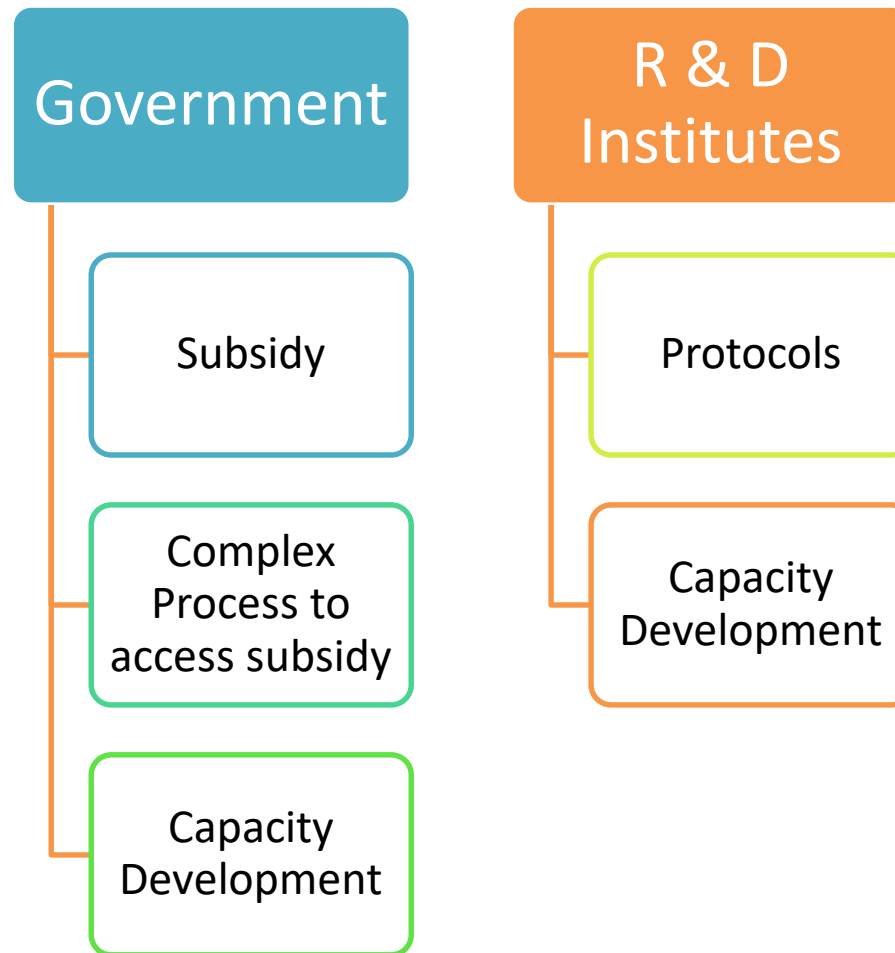 Government
Subsidy
Complex
Process to
access subsidy
Capacity
Development
R & D
Institutes
Protocols
Capacity
Development